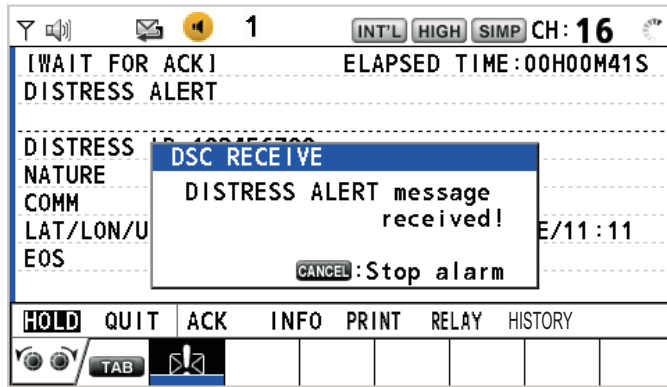 1 INT'L HIGH SIMP CH: 16
[WAIT FOR ACK] ELAPSED TIME:00H00M41S
DISTRESS ALERT
DISTRESS
DSC RECEIVE
NATURE
DISTRESS ALERT message
COMM
received!
LAT/LON/U E/11:11
EOS
CANCEL :Stop alarm
HOLD QUIT ACK INFO PRINT RELAY HISTORY
TAB